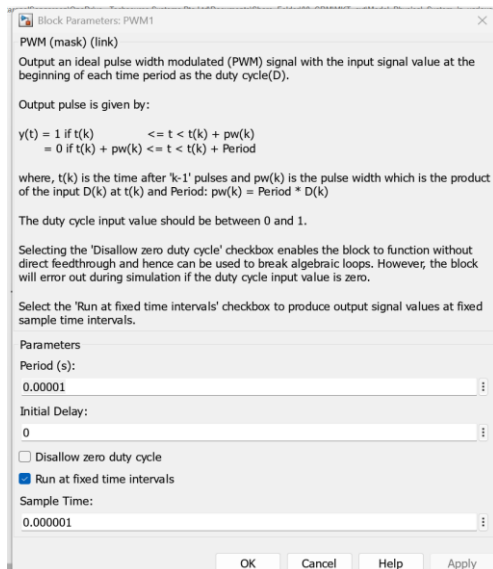 Block Parameters: PWM1
PWM (mask) (link)
Output an ideal pulse width modulated (PWM) signal with the input signal value at the
beginning of each time period as the duty cycle(D).
Output pulse is given by:
y(t) = 1 if t(k) <= t < t(k) + pw(k)
= 0 if t(k) + pw(k) <= t < t(k) + Period
where, t(k) is the time after 'k-1' pulses and pw(k) is the pulse width which is the product
of the input D(k) at t(k) and Period: pw(k) = Period * D(k)
The duty cycle input value should be between 0 and 1.
Selecting the 'Disallow zero duty cycle' checkbox enables the block to function without
direct feedthrough and hence can be used to break algebraic loops. However, the block
will error out during simulation if the duty cycle input value is zero.
Select the 'Run at fixed time intervals' checkbox to produce output signal values at fixed
sample time intervals.
Parameters
Period (s):
0.00001
Initial Delay:
0
Disallow zero duty cycle
Run at fixed time intervals
Sample Time:
0.000001
OK Cancel Help Apply